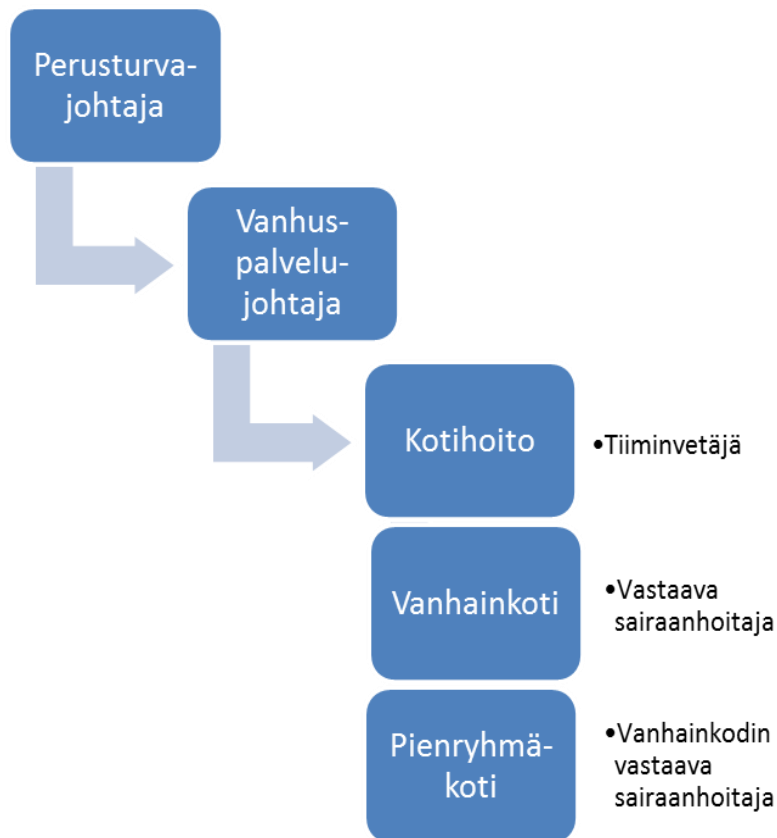 Perusturva-
johtaja
Vanhus-
palvelu-
johtaja
Kotihoito
•Tiiminvetäjä
Vanhainkoti
•Vastaava
sairaanhoitaja
Pienryhmä-
koti
•Vanhainkodin
vastaava
sairaanhoitaja